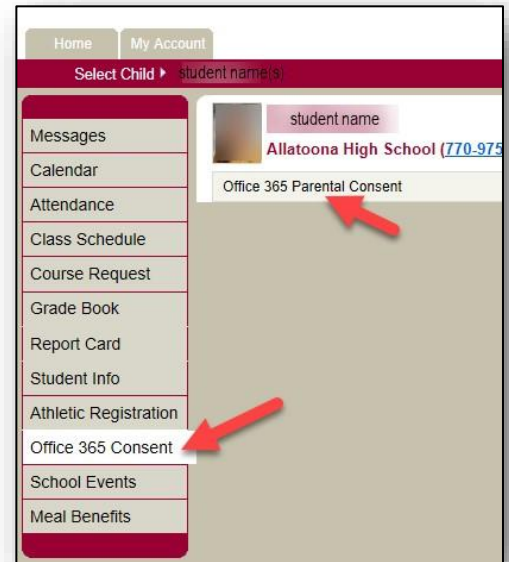 Home My Account
Select Child ▶ student name(s)
student name
Allatoona High School (770-975
Office 365 Parental Consent
Messages
Calendar
Attendance
Class Schedule
Course Request
Grade Book
Report Card
Student Info
Athletic Registration
Office 365 Consent
School Events
Meal Benefits